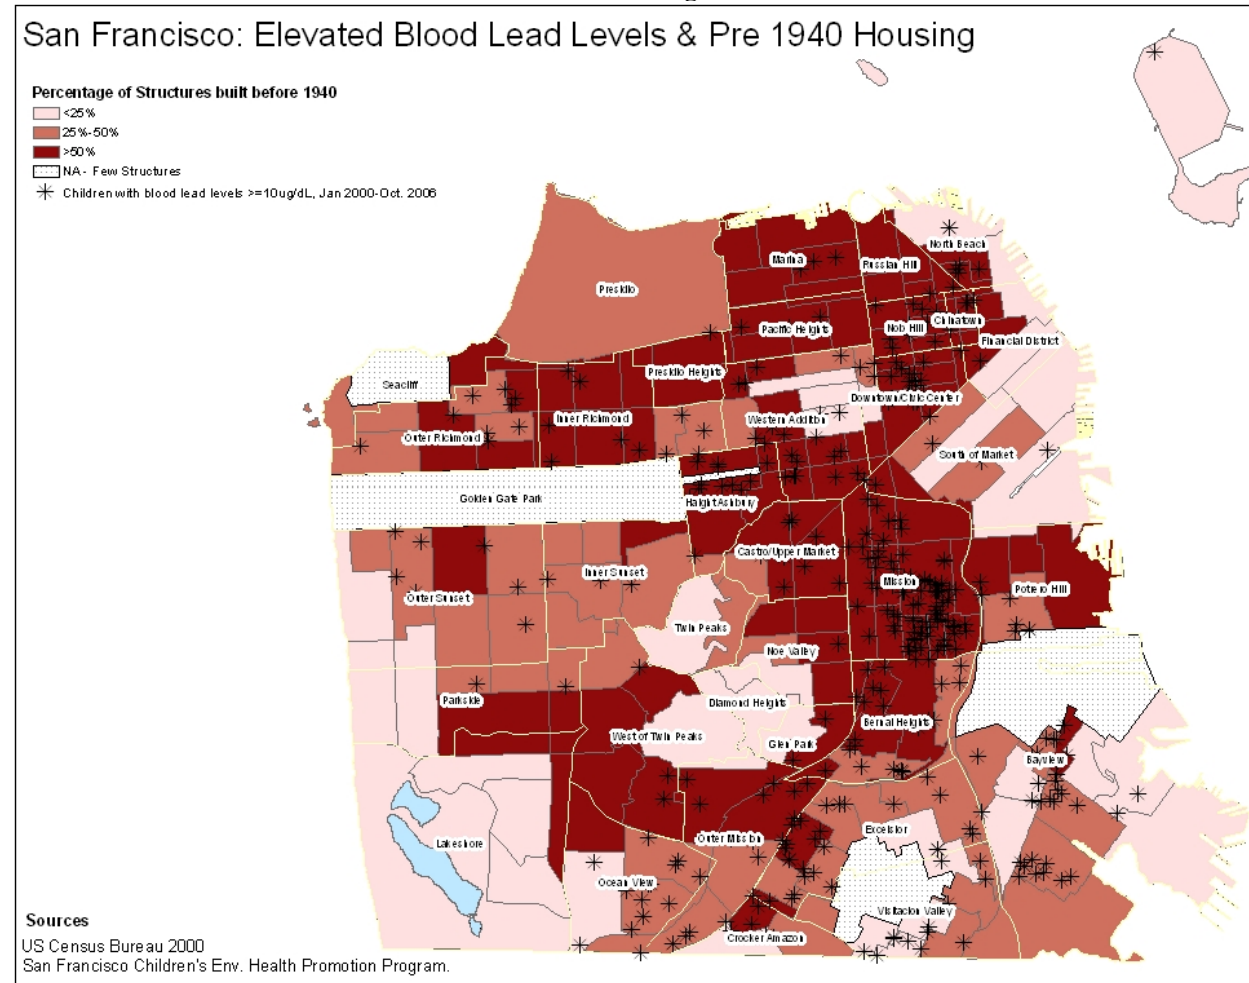 San Francisco: Elevated Blood Lead Levels & Pre 1940 Housing
Percentage of Structures built before 1940
<25%
25%-50%
>50%
NA - Few Structures
Children with blood lead levels >=10ug/dL, Jan 2000-Oct. 2006
North Beach
Marina
Russian Hill
Presidio
Chinatown
Pacific Heights
Nob Hill
Financial District
Presidio Heights
Seacliff
Downtown/Civic Center
Inner Richmond
Western Addition
Outer Richmond
South of Market
Golden Gate Park
Haight Ashbury
Castro/Upper Market
Inner Sunset
Mission
Potrero Hill
Outer Sunset
Twin Peaks
Noe Valley
Parkside
Diamond Heights
Bernal Heights
West of Twin Peaks
Glen Park
Bayview
Excelsior
Outer Mission
Lakeshore
Ocean View
Visitacion Valley
Crocker Amazon
Sources
US Census Bureau 2000
San Francisco Children's Env. Health Promotion Program.